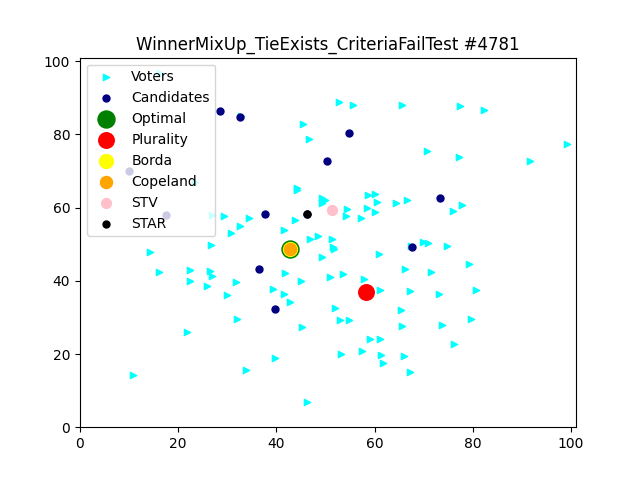 WinnerMixUp_TieExists_CriteriaFailTest #4781
100
80
60
40
20
0
Voters
Candidates
Optimal
Plurality
Borda
Copeland
STV
STAR
0 20 40 60 80 100